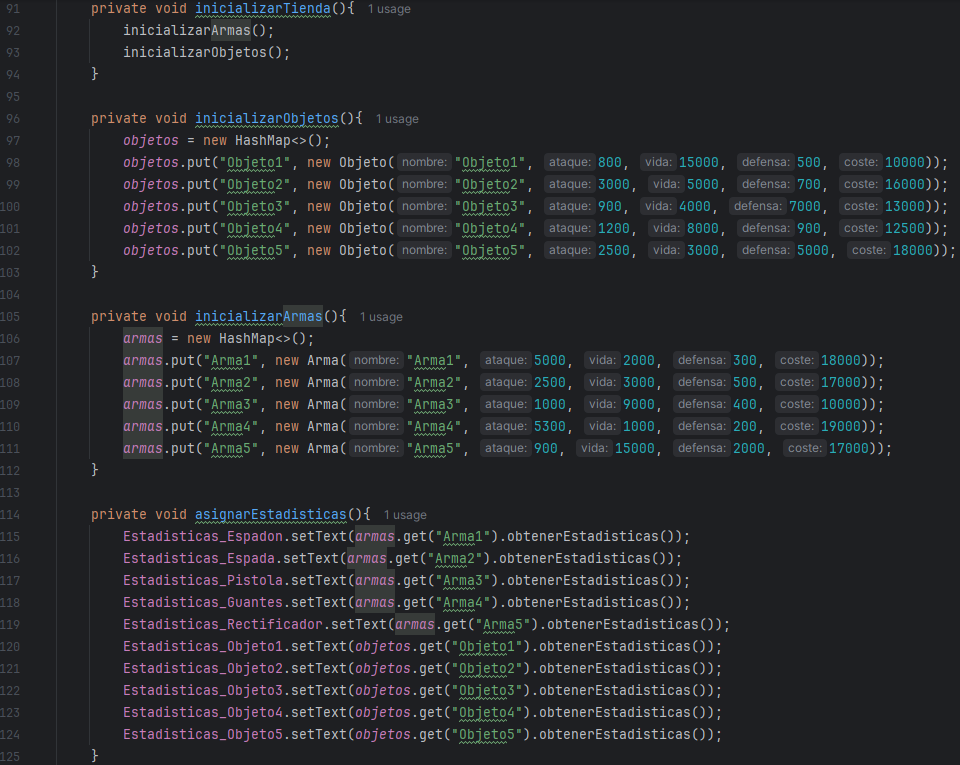 91 private void inicializarTienda(){ 1 usage
92 inicializarArmas();
93 inicializarObjetos();
94 }
95
96 private void inicializarObjetos(){ 1 usage
97 objetos = new HashMap<>();
98 objetos.put("Objeto1", new Objeto( nombre: "Objeto1", ataque: 800, vida: 15000, defensa: 500, coste: 10000));
99 objetos.put("Objeto2", new Objeto( nombre: "Objeto2", ataque: 3000, vida: 5000, defensa: 700, coste: 16000));
100 objetos.put("Objeto3", new Objeto( nombre: "Objeto3", ataque: 900, vida: 4000, defensa: 7000, coste: 13000));
101 objetos.put("Objeto4", new Objeto( nombre: "Objeto4", ataque: 1200, vida: 8000, defensa: 900, coste: 12500));
102 objetos.put("Objeto5", new Objeto( nombre: "Objeto5", ataque: 2500, vida: 3000, defensa: 5000, coste: 18000));
103 }
104
105 private void inicializarArmas(){ 1 usage
106 armas = new HashMap<>();
107 armas.put("Arma1", new Arma( nombre: "Arma1", ataque: 5000, vida: 2000, defensa: 300, coste: 18000));
108 armas.put("Arma2", new Arma( nombre: "Arma2", ataque: 2500, vida: 3000, defensa: 500, coste: 17000));
109 armas.put("Arma3", new Arma( nombre: "Arma3", ataque: 1000, vida: 9000, defensa: 400, coste: 10000));
110 armas.put("Arma4", new Arma( nombre: "Arma4", ataque: 5300, vida: 1000, defensa: 200, coste: 19000));
111 armas.put("Arma5", new Arma( nombre: "Arma5", ataque: 900, vida: 15000, defensa: 2000, coste: 17000));
112 }
113
114 private void asignarEstadisticas(){ 1 usage
115 Estadisticas_Espadon.setText(armas.get("Arma1").obtenerEstadisticas());
116 Estadisticas_Espada.setText(armas.get("Arma2").obtenerEstadisticas());
117 Estadisticas_Pistola.setText(armas.get("Arma3").obtenerEstadisticas());
118 Estadisticas_Guantes.setText(armas.get("Arma4").obtenerEstadisticas());
119 Estadisticas_Rectificador.setText(armas.get("Arma5").obtenerEstadisticas());
120 Estadisticas_Objeto1.setText(objetos.get("Objeto1").obtenerEstadisticas());
121 Estadisticas_Objeto2.setText(objetos.get("Objeto2").obtenerEstadisticas());
122 Estadisticas_Objeto3.setText(objetos.get("Objeto3").obtenerEstadisticas());
123 Estadisticas_Objeto4.setText(objetos.get("Objeto4").obtenerEstadisticas());
124 Estadisticas_Objeto5.setText(objetos.get("Objeto5").obtenerEstadisticas());
125 }